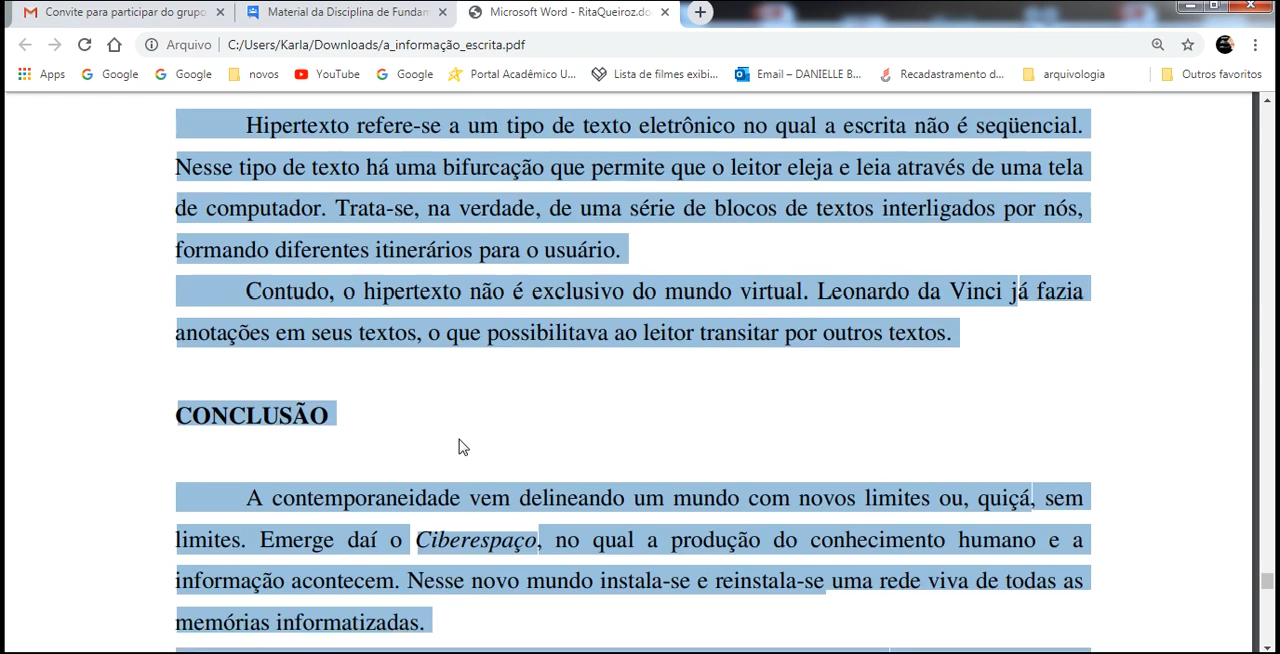 Convite para participar do grupo
Material da Disciplina de Fundam
Microsoft Word - RitaQueiroz.do
Arquivo
C:/Users/Karla/Downloads/a_informação_escrita.pdf
Apps
Google
Google
novos
YouTube
Google
Portal Acadêmico U...
Lista de filmes exibi...
Email – DANIELLE B...
Recadastramento d...
arquivologia
Outros favoritos
Hipertexto refere-se a um tipo de texto eletrônico no qual a escrita não é seqüencial.
Nesse tipo de texto há uma bifurcação que permite que o leitor eleja e leia através de uma tela
de computador. Trata-se, na verdade, de uma série de blocos de textos interligados por nós,
formando diferentes itinerários para o usuário.
Contudo, o hipertexto não é exclusivo do mundo virtual. Leonardo da Vinci já fazia
anotações em seus textos, o que possibilitava ao leitor transitar por outros textos.
CONCLUSÃO
A contemporaneidade vem delineando um mundo com novos limites ou, quiçá, sem
limites. Emerge daí o Ciberespaço, no qual a produção do conhecimento humano e a
informação acontecem. Nesse novo mundo instala-se e reinstala-se uma rede viva de todas as
memórias informatizadas.